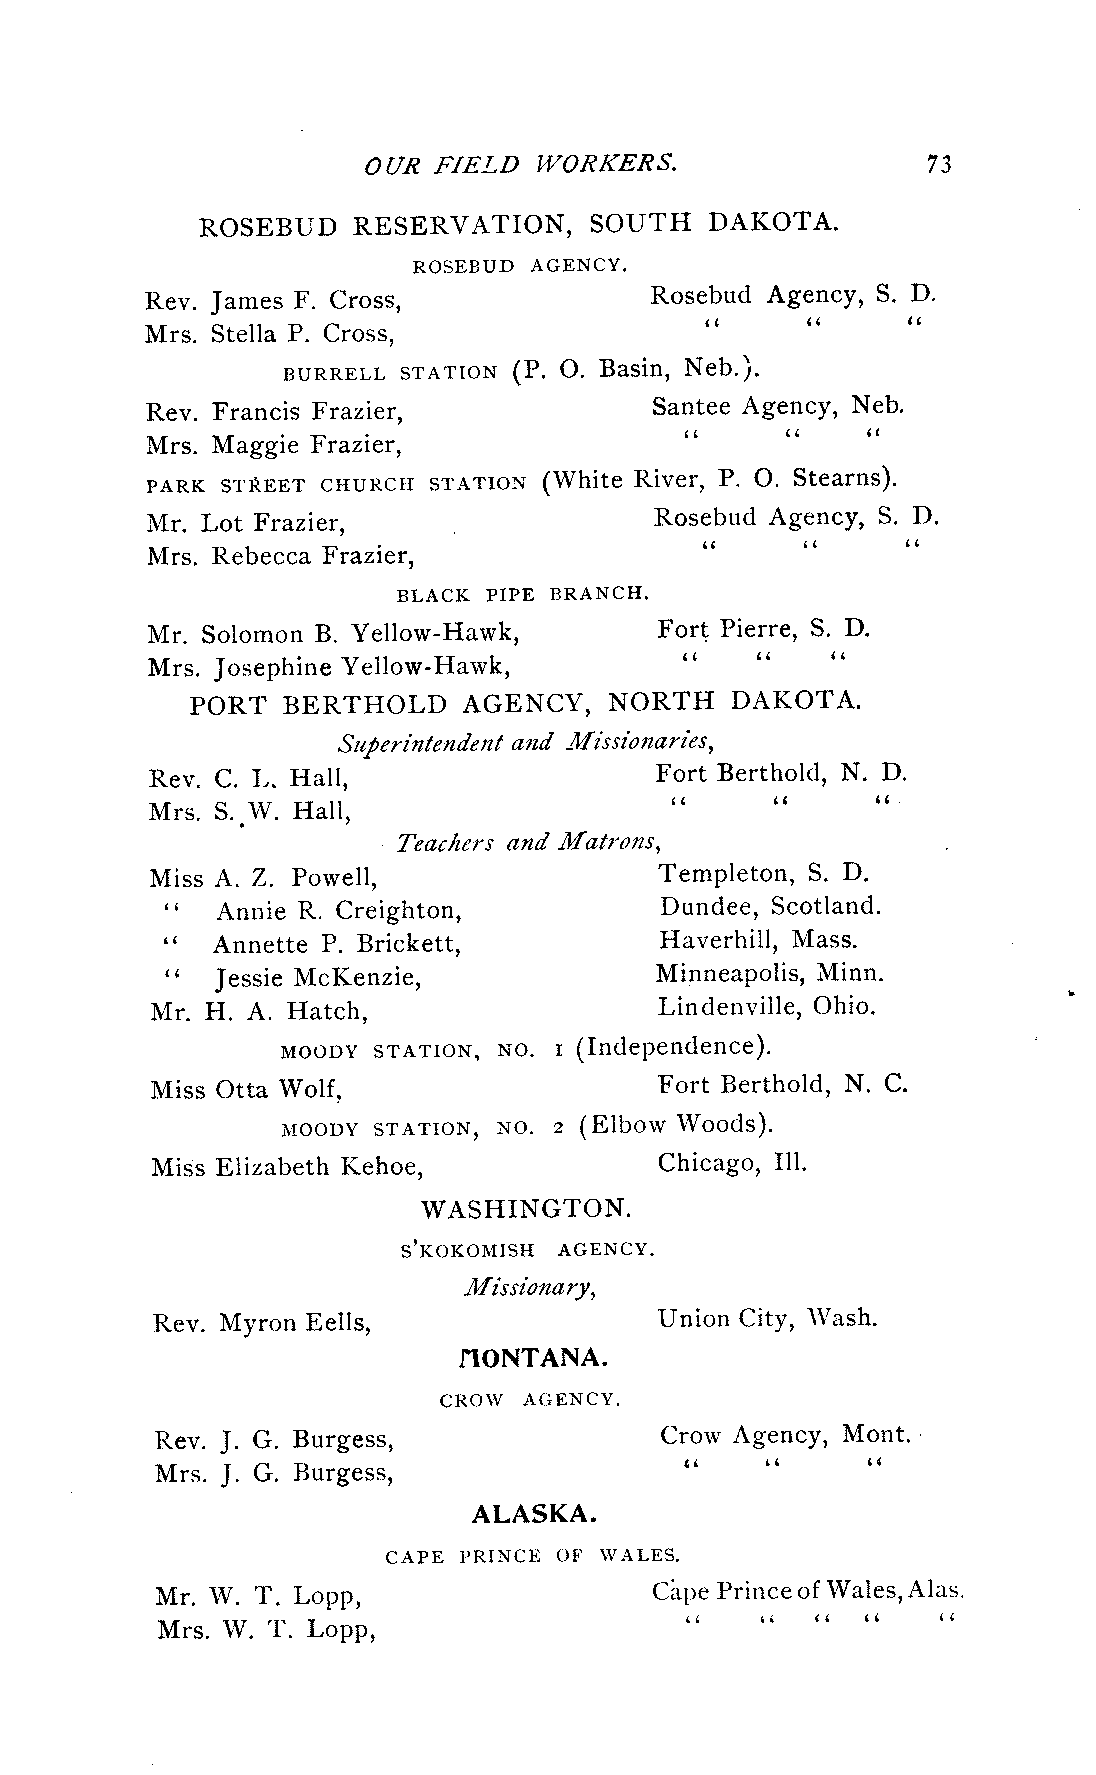 OUR FIELD WORKERS. 73
ROSEBUD RESERVATION, SOUTH DAKOTA.
ROSEBUD AGENCY.
Rev. James F. Cross, Rosebud Agency, S. D.
Mrs. Stella P. Cross, “ “ “
BURRELL STATION (P. O. Basin, Neb.).
Rev. Francis Frazier, Santee Agency, Neb.
Mrs. Maggie Frazier, “ “ “
PARK STREET CHURCH STATION (White River, P. O. Stearns).
Mr. Lot Frazier, Rosebud Agency, S. D.
Mrs. Rebecca Frazier, “ “ “
BLACK PIPE BRANCH.
Mr. Solomon B. Yellow-Hawk, Fort Pierre, S. D.
Mrs. Josephine Yellow-Hawk, “ “ “
PORT BERTHOLD AGENCY, NORTH DAKOTA.
Superintendent and Missionaries,
Rev. C. L. Hall, Fort Berthold, N. D.
Mrs. S. W. Hall, “ “ “
Teachers and Matrons,
Miss A. Z. Powell, Templeton, S. D.
“ Annie R. Creighton, Dundee, Scotland.
“ Annette P. Brickett, Haverhill, Mass.
“ Jessie McKenzie, Minneapolis, Minn.
Mr. H. A. Hatch, Lindenville, Ohio.
MOODY STATION, NO. 1 (Independence).
Miss Otta Wolf, Fort Berthold, N. C.
MOODY STATION, NO. 2 (Elbow Woods).
Miss Elizabeth Kehoe, Chicago, Ill.
WASHINGTON.
S'KOKOMISH AGENCY.
Missionary,
Rev. Myron Eells, Union City, Wash.
MONTANA.
CROW AGENCY.
Rev. J. G. Burgess, Crow Agency, Mont.
Mrs. J. G. Burgess, “ “ “
ALASKA.
CAPE PRINCE OF WALES.
Mr. W. T. Lopp, Cape Prince of Wales, Alas.
Mrs. W. T. Lopp, “ “ “ “ “